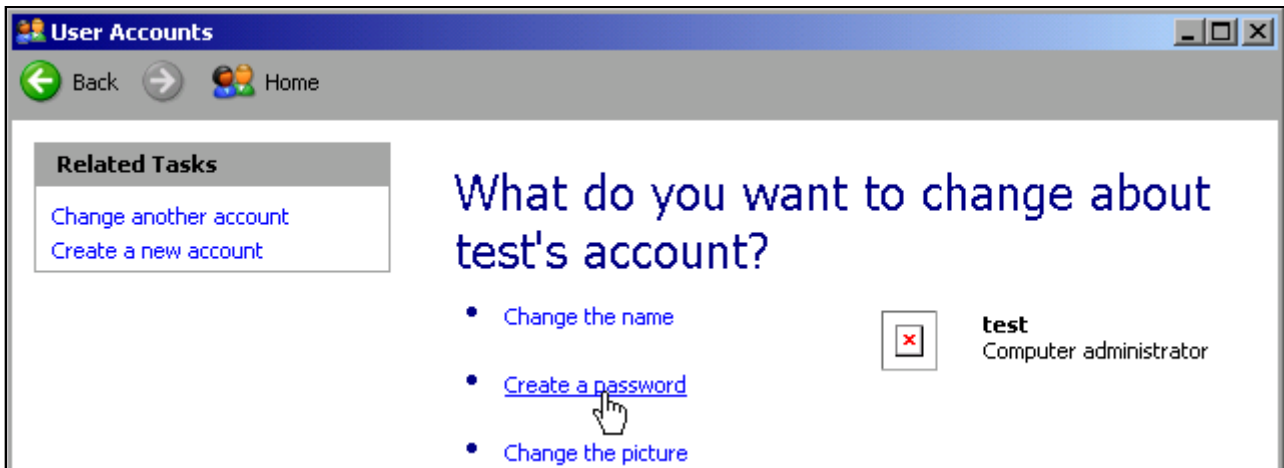 User Accounts
Back Home
Related Tasks
Change another account
Create a new account
What do you want to change about
test's account?
Change the name
test
Computer administrator
Create a password
Change the picture